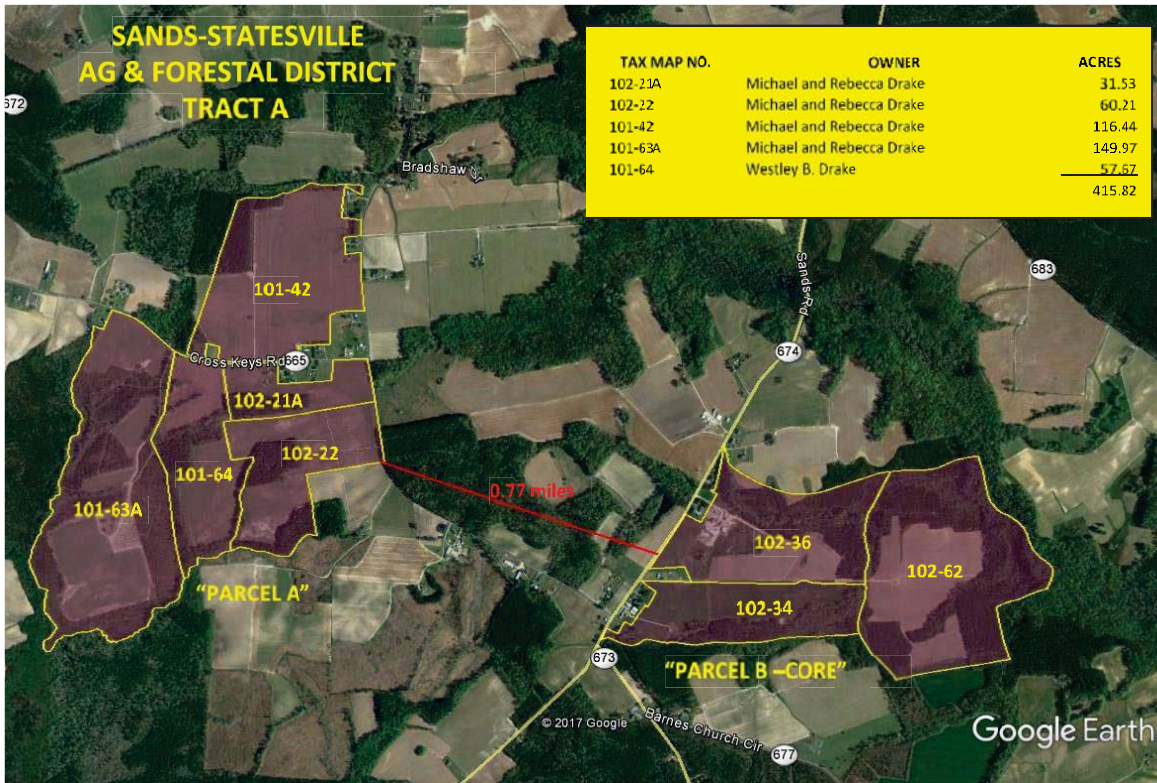 SANDS-STATESVILLE
AG & FORESTAL DISTRICT
TRACT A
TAX MAP NO. OWNER ACRES
102-21A Michael and Rebecca Drake 31.53
102-22 Michael and Rebecca Drake 60.21
101-42 Michael and Rebecca Drake 116.44
101-63A Michael and Rebecca Drake 149.97
101-64 Westley B. Drake 57.67
415.82
672
Bradshaw
Sands Rd
683
101-42
Cross Keys Rd 665
674
102-21A
102-22
101-64
101-63A
0.77 miles
102-36
102-62
102-34
"PARCEL A"
673
"PARCEL B –CORE"
© 2017 Google
Barnes Church Cir
677
Google Earth